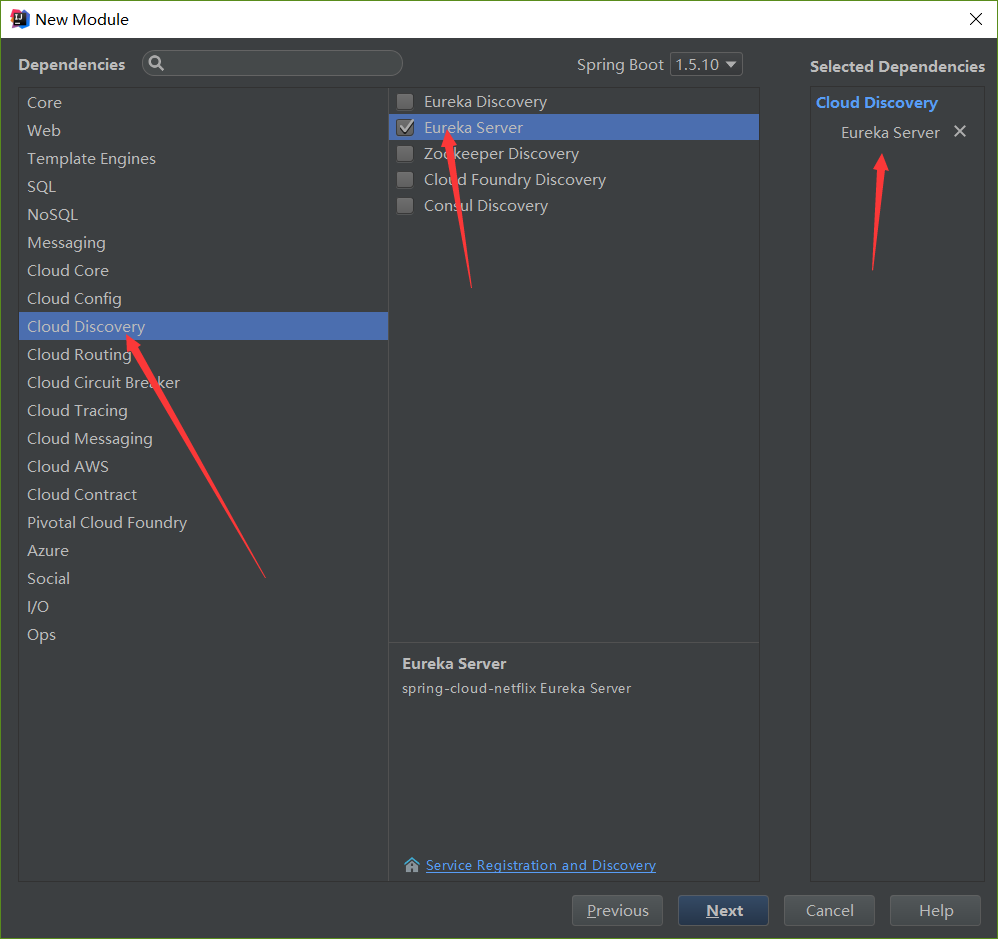 New Module
Dependencies
Spring Boot 1.5.10
Selected Dependencies
Core
Web
Template Engines
SQL
NoSQL
Messaging
Cloud Core
Cloud Config
Cloud Discovery
Cloud Routing
Cloud Circuit Breaker
Cloud Tracing
Cloud Messaging
Cloud AWS
Cloud Contract
Pivotal Cloud Foundry
Azure
Social
I/O
Ops
Eureka Discovery
Eureka Server
Zookeeper Discovery
Cloud Foundry Discovery
Consul Discovery
Eureka Server
spring-cloud-netflix Eureka Server
Service Registration and Discovery
Cloud Discovery
Eureka Server
Previous
Next
Cancel
Help